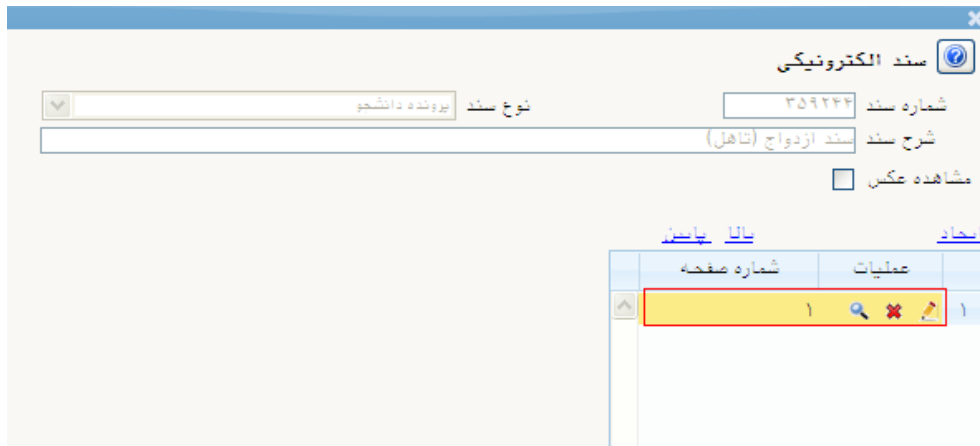 سند الکترونیکی
شماره سند ۳۵۹۲۴۴ نوع سند پرونده دانشجو
شرح سند سند ازدواج (تاهل)
مشاهده عکس
ایجاد بالا پایین
عملیات شماره صفحه
۱ ۱